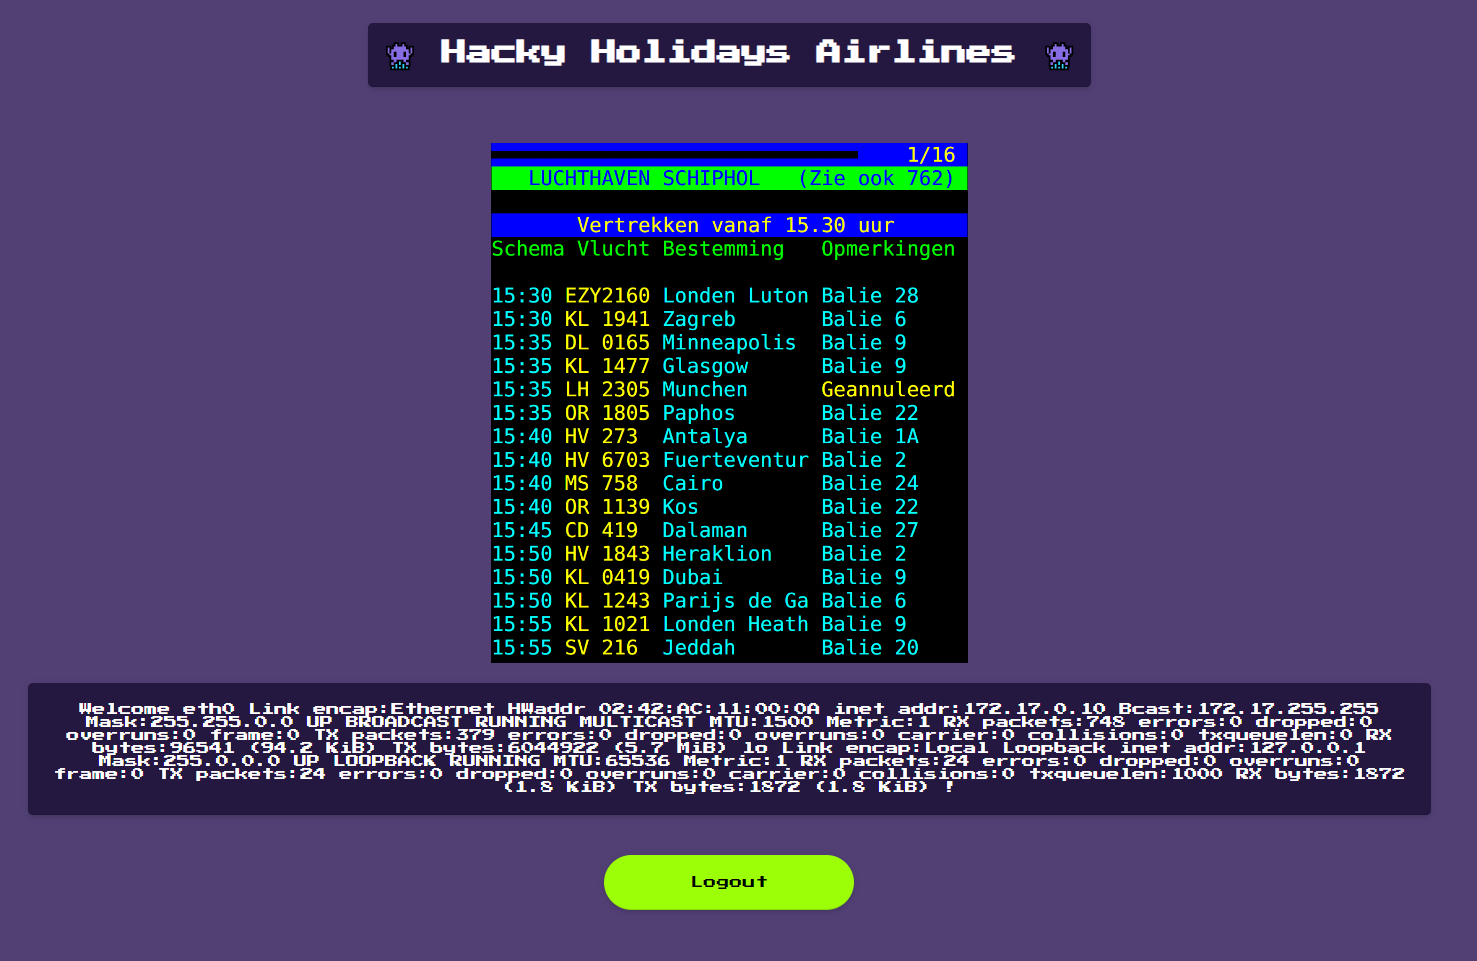 Hacky Holidays Airlines
1/16
LUCHTHAVEN SCHIPHOL (Zie ook 762)
Vertrekken vanaf 15.30 uur
Schema Vlucht Bestemming Opmerkingen
15:30 EZY2160 Londen Luton Balie 28
15:30 KL 1941 Zagreb Balie 6
15:35 DL 0165 Minneapolis Balie 9
15:35 KL 1477 Glasgow Balie 9
15:35 LH 2305 Munchen Geannuleerd
15:35 OR 1805 Paphos Balie 22
15:40 HV 273 Antalya Balie 1A
15:40 HV 6703 Fuerteventur Balie 2
15:40 MS 758 Cairo Balie 24
15:40 OR 1139 Kos Balie 22
15:45 CD 419 Dalaman Balie 27
15:50 HV 1843 Heraklion Balie 2
15:50 KL 0419 Dubai Balie 9
15:50 KL 1243 Parijs de Ga Balie 6
15:55 KL 1021 Londen Heath Balie 9
15:55 SV 216 Jeddah Balie 20
Welcome eth0 Link encap:Ethernet HWaddr 02:42:AC:11:00:0A inet addr:172.17.0.10 Bcast:172.17.255.255
Mask:255.255.0.0 UP BROADCAST RUNNING MULTICAST MTU:1500 Metric:1 RX packets:748 errors:0 dropped:0
overruns:0 frame:0 TX packets:379 errors:0 dropped:0 overruns:0 carrier:0 collisions:0 txqueuelen:0 RX
bytes:96541 (94.2 KiB) TX bytes:6044922 (5.7 MiB) lo Link encap:Local Loopback inet addr:127.0.0.1
Mask:255.0.0.0 UP LOOPBACK RUNNING MTU:65536 Metric:1 RX packets:24 errors:0 dropped:0 overruns:0
frame:0 TX packets:24 errors:0 dropped:0 overruns:0 carrier:0 collisions:0 txqueuelen:1000 RX bytes:1872
(1.8 KiB) TX bytes:1872 (1.8 KiB) !
Logout